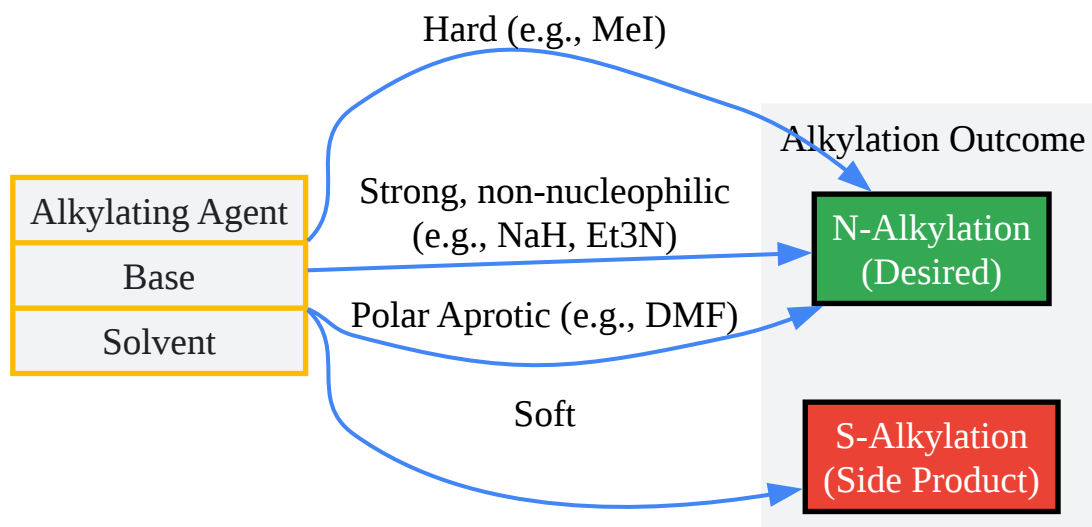 Hard (e.g., MeI)
Alkylation Outcome
Alkylating Agent
Base
Solvent
Strong, non-nucleophilic
(e.g., NaH, Et3N)
Polar Aprotic (e.g., DMF)
Soft
N-Alkylation
(Desired)
S-Alkylation
(Side Product)